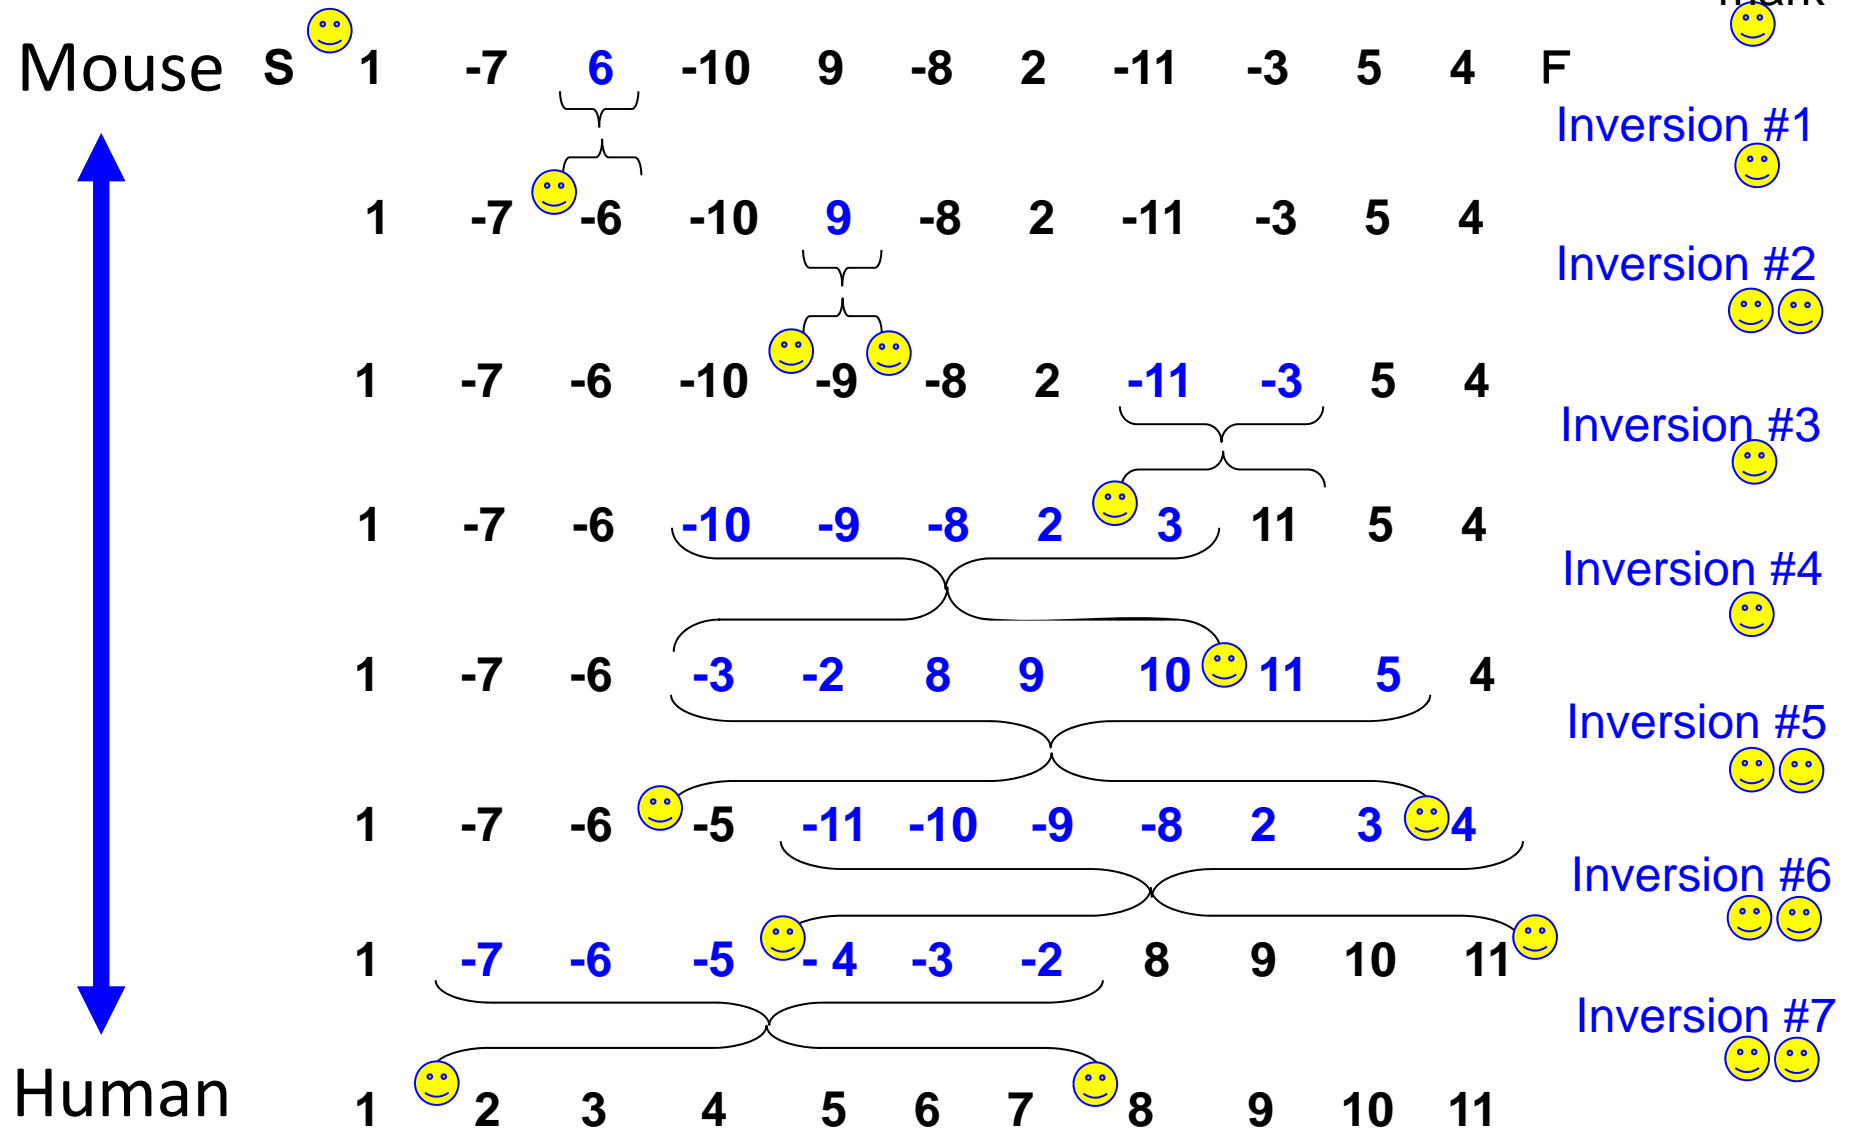 mark
Mouse S 1 -7 6 -10 9 -8 2 -11 -3 5 4 F
Inversion #1
1 -7 -6 -10 9 -8 2 -11 -3 5 4
Inversion #2
1 -7 -6 -10 -9 -8 2 -11 -3 5 4
Inversion #3
1 -7 -6 -10 -9 -8 2 3 11 5 4
Inversion #4
1 -7 -6 -3 -2 8 9 10 11 5 4
Inversion #5
1 -7 -6 -5 -11 -10 -9 -8 2 3 4
Inversion #6
1 -7 -6 -5 - 4 -3 -2 8 9 10 11
Inversion #7
Human 1 2 3 4 5 6 7 8 9 10 11